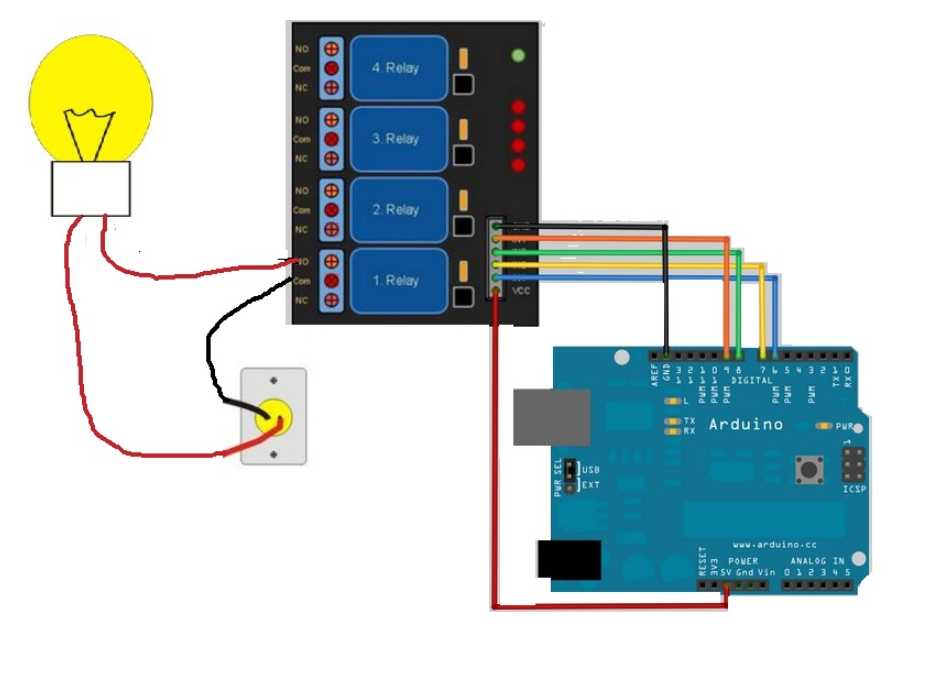 NO
Com
NC
4. Relay
NO
Com
NC
3. Relay
NO
Com
NC
2. Relay
NO
Com
NC
1. Relay
VCC
AREF
GND
13
12
11
10
9
8
7
6
5
4
3
2
1
0
PWM
PWM
PWM
PWM
PWM
PWM
TX
RX
DIGITAL
L
TX
RX
Arduino
PWR
1
ICSP
PWR SEL
USB
EXT
www.arduino.cc
RESET
3V3
5V
Gnd
Vin
POWER
ANALOG IN
0 1 2 3 4 5